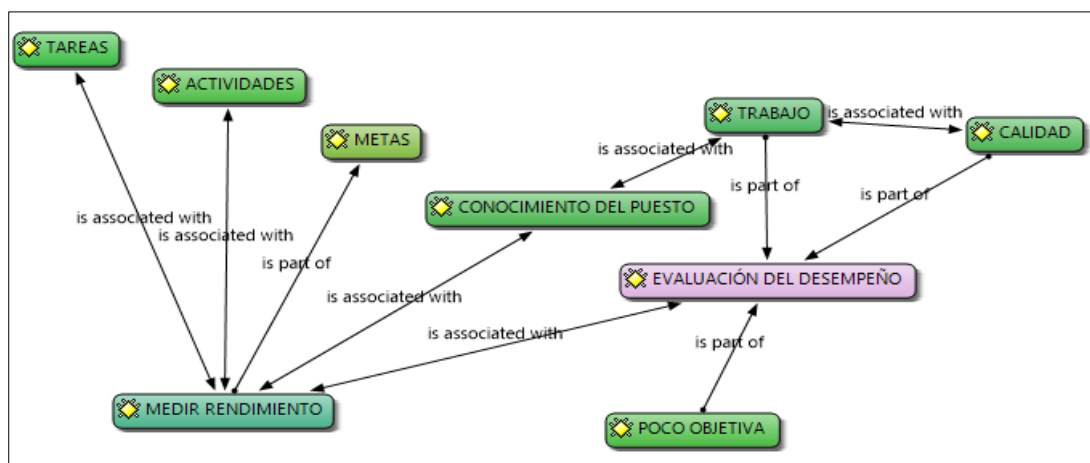 TAREAS
ACTIVIDADES
METAS
TRABAJO
is associated with
CALIDAD
is associated with
is part of
is part of
CONOCIMIENTO DEL PUESTO
is associated with
is associated with
is part of
EVALUACIÓN DEL DESEMPEÑO
is associated with
is associated with
is part of
MEDIR RENDIMIENTO
POCO OBJETIVA